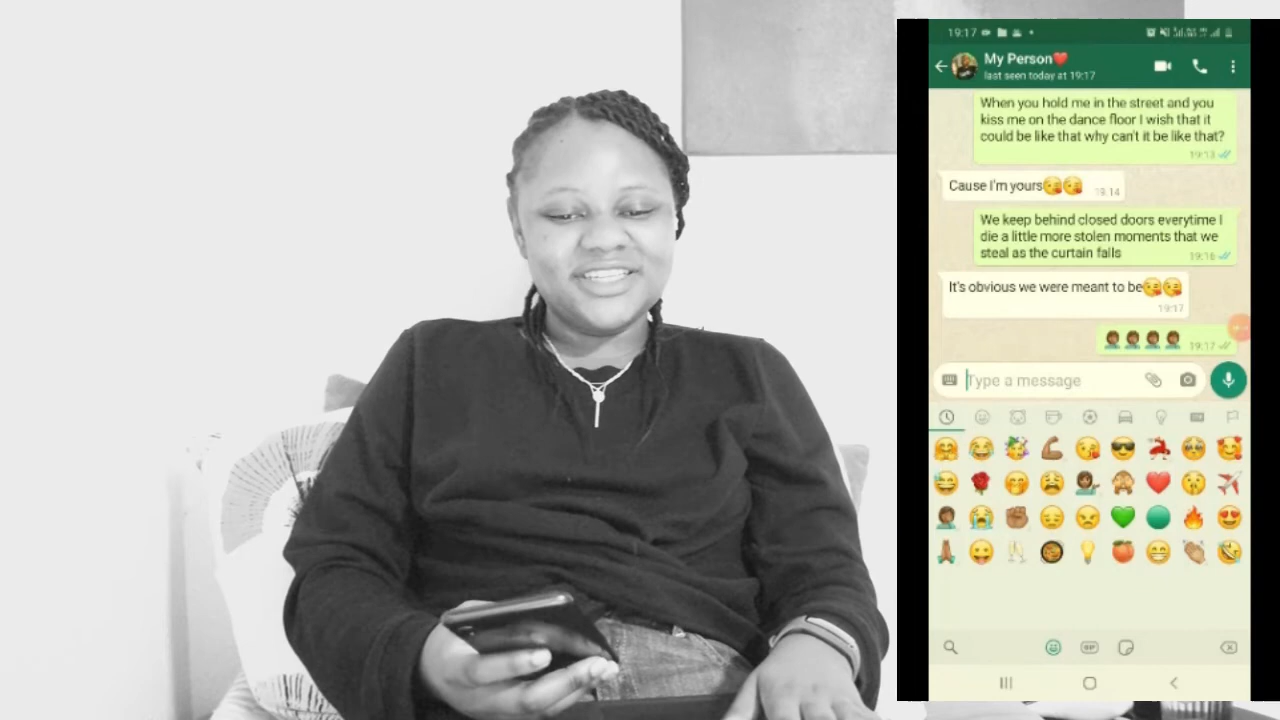 19:17
My Person❤️
last seen today at 19:17
When you hold me in the street and you
kiss me on the dance floor I wish that it
could be like that why can't it be like that?
19:13
Cause I'm yours😘😘
19:14
We keep behind closed doors everytime I
die a little more stolen moments that we
steal as the curtain falls
19:16
It's obvious we were meant to be😘😘
19:17
🤦🏾‍♀️🤦🏾‍♀️🤦🏾‍♀️🤦🏾‍♀️ 19:17
Type a message
GIF